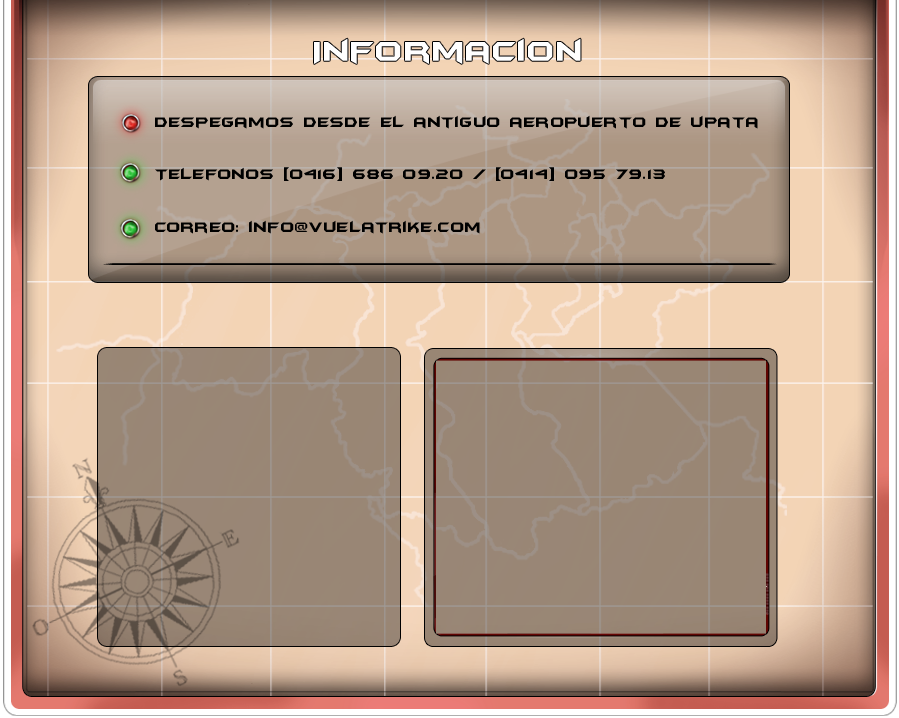 INFORMACION
DESPEGAMOS DESDE EL ANTIGUO AEROPUERTO DE UPATA
TELEFONOS [0416] 686 09.20 / [0414] 095 79.13
CORREO: INFO@VUELATRIKE.COM
N
E
O
S